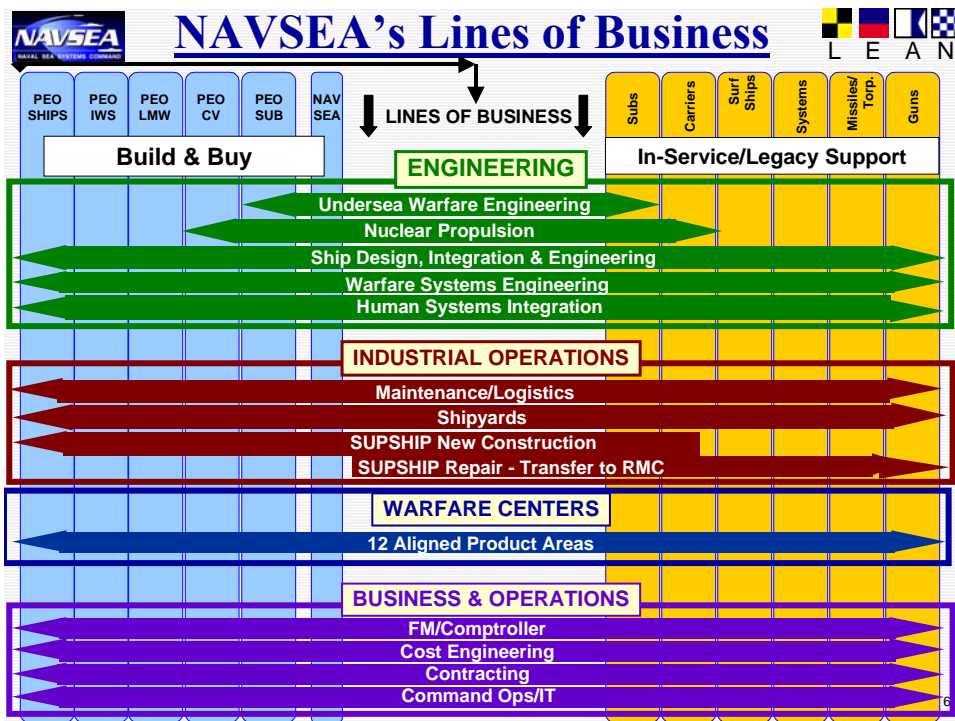 NAVSEA
NAVAL SEA SYSTEMS COMMAND
NAVSEA's Lines of Business
L E A N
PEO SHIPS
PEO IWS
PEO LMW
PEO CV
PEO SUB
NAV SEA
LINES OF BUSINESS
Subs
Carriers
Surf Ships
Systems
Missiles/ Torp.
Guns
Build & Buy
In-Service/Legacy Support
ENGINEERING
Undersea Warfare Engineering
Nuclear Propulsion
Ship Design, Integration & Engineering
Warfare Systems Engineering
Human Systems Integration
INDUSTRIAL OPERATIONS
Maintenance/Logistics
Shipyards
SUPSHIP New Construction
SUPSHIP Repair - Transfer to RMC
WARFARE CENTERS
12 Aligned Product Areas
BUSINESS & OPERATIONS
FM/Comptroller
Cost Engineering
Contracting
Command Ops/IT
6